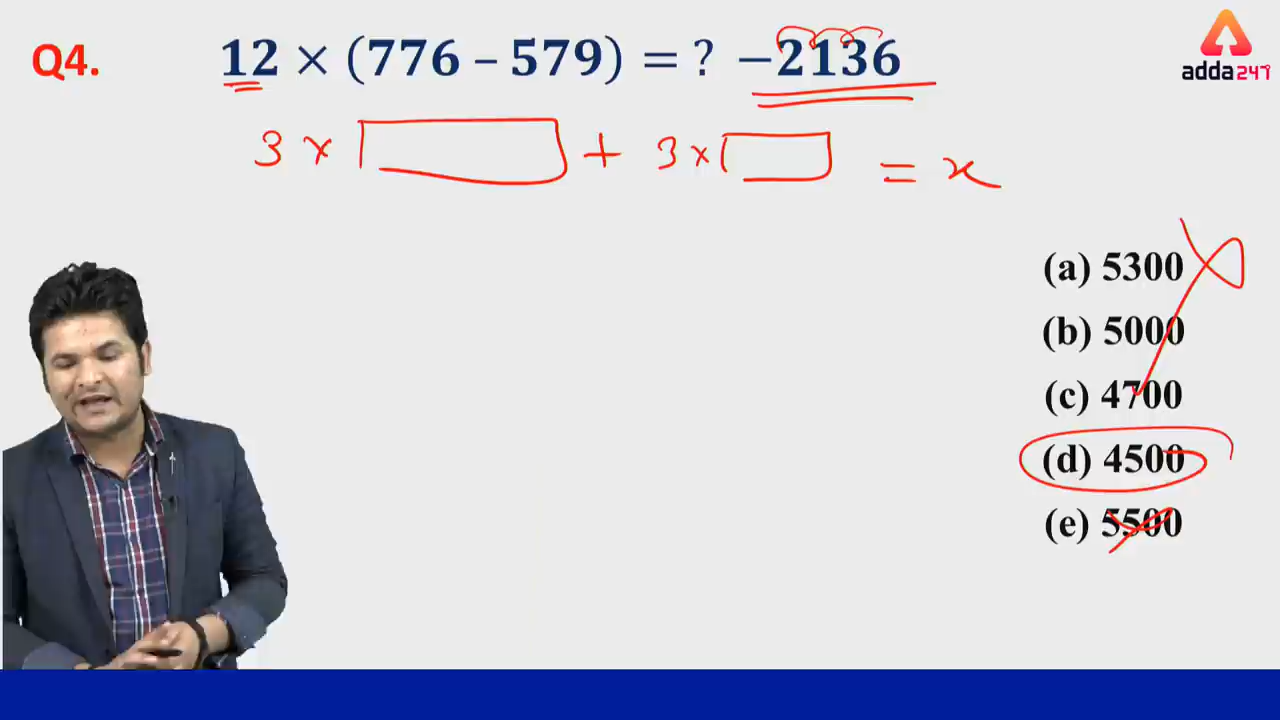 Q4. 12 × (776 – 579) = ? – 2136
adda247
3 × + 3 × = x
(a) 5300
(b) 5000
(c) 4700
(d) 4500
(e) 5500